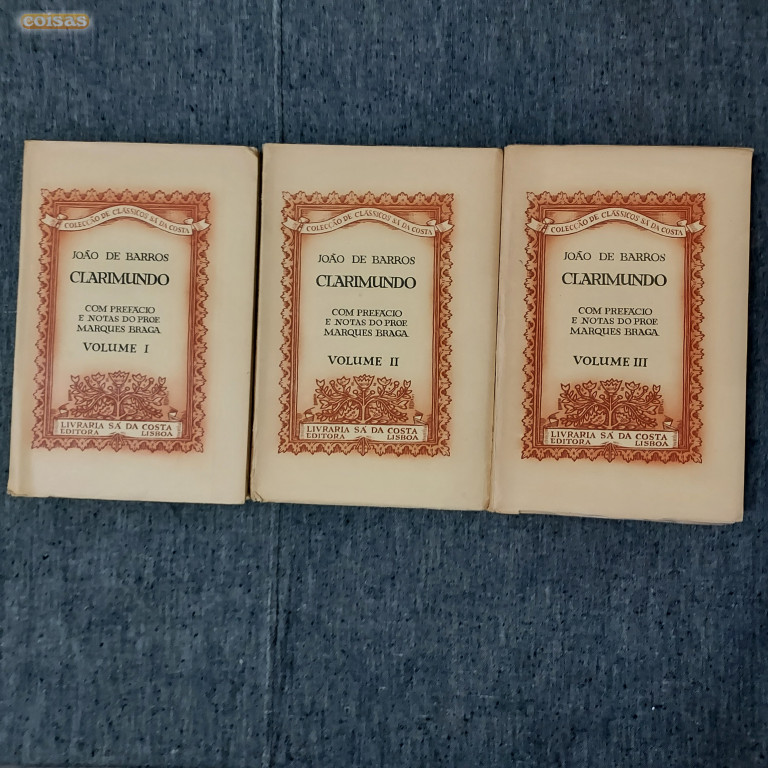 coisas
COLECÇÃO DE CLÁSSICOS SÁ DA COSTA
JOÃO DE BARROS
CLARIMUNDO
COM PREFÁCIO
E NOTAS DO PROF.
MARQUES BRAGA
VOLUME I
LIVRARIA SÁ DA COSTA
EDITORA LISBOA
COLECÇÃO DE CLÁSSICOS SÁ DA COSTA
JOÃO DE BARROS
CLARIMUNDO
COM PREFÁCIO
E NOTAS DO PROF.
MARQUES BRAGA
VOLUME II
LIVRARIA SÁ DA COSTA
EDITORA LISBOA
COLECÇÃO DE CLÁSSICOS SÁ DA COSTA
JOÃO DE BARROS
CLARIMUNDO
COM PREFÁCIO
E NOTAS DO PROF.
MARQUES BRAGA
VOLUME III
LIVRARIA SÁ DA COSTA
EDITORA LISBOA